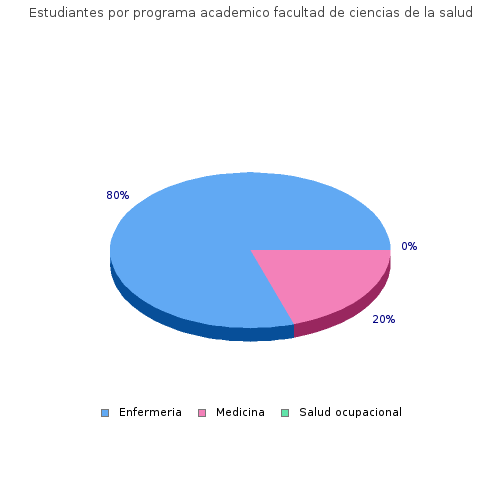 Estudiantes por programa academico facultad de ciencias de la salud
80%
0%
20%
Enfermeria Medicina Salud ocupacional